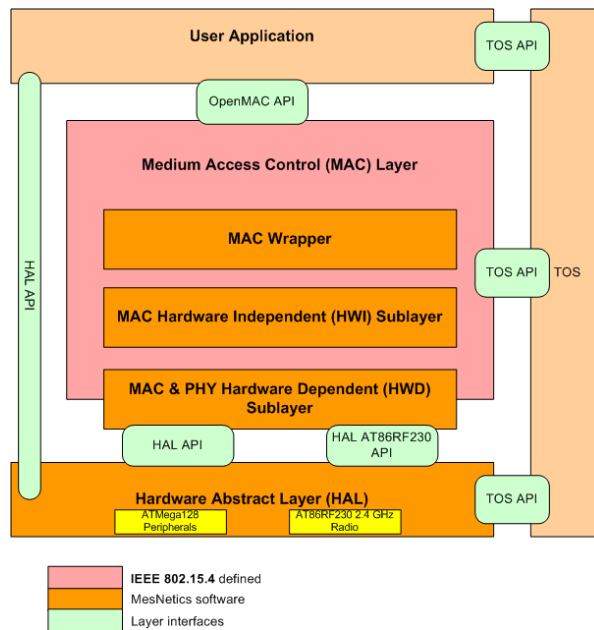 User Application
TOS API
OpenMAC API
Medium Access Control (MAC) Layer
MAC Wrapper
HAL API
TOS API
TOS
MAC Hardware Independent (HWI) Sublayer
MAC & PHY Hardware Dependent (HWD)
Sublayer
HAL API
HAL AT86RF230
API
Hardware Abstract Layer (HAL)
TOS API
ATMega128
Peripherals
AT86RF230 2.4 GHz
Radio
IEEE 802.15.4 defined
MesNetics software
Layer interfaces